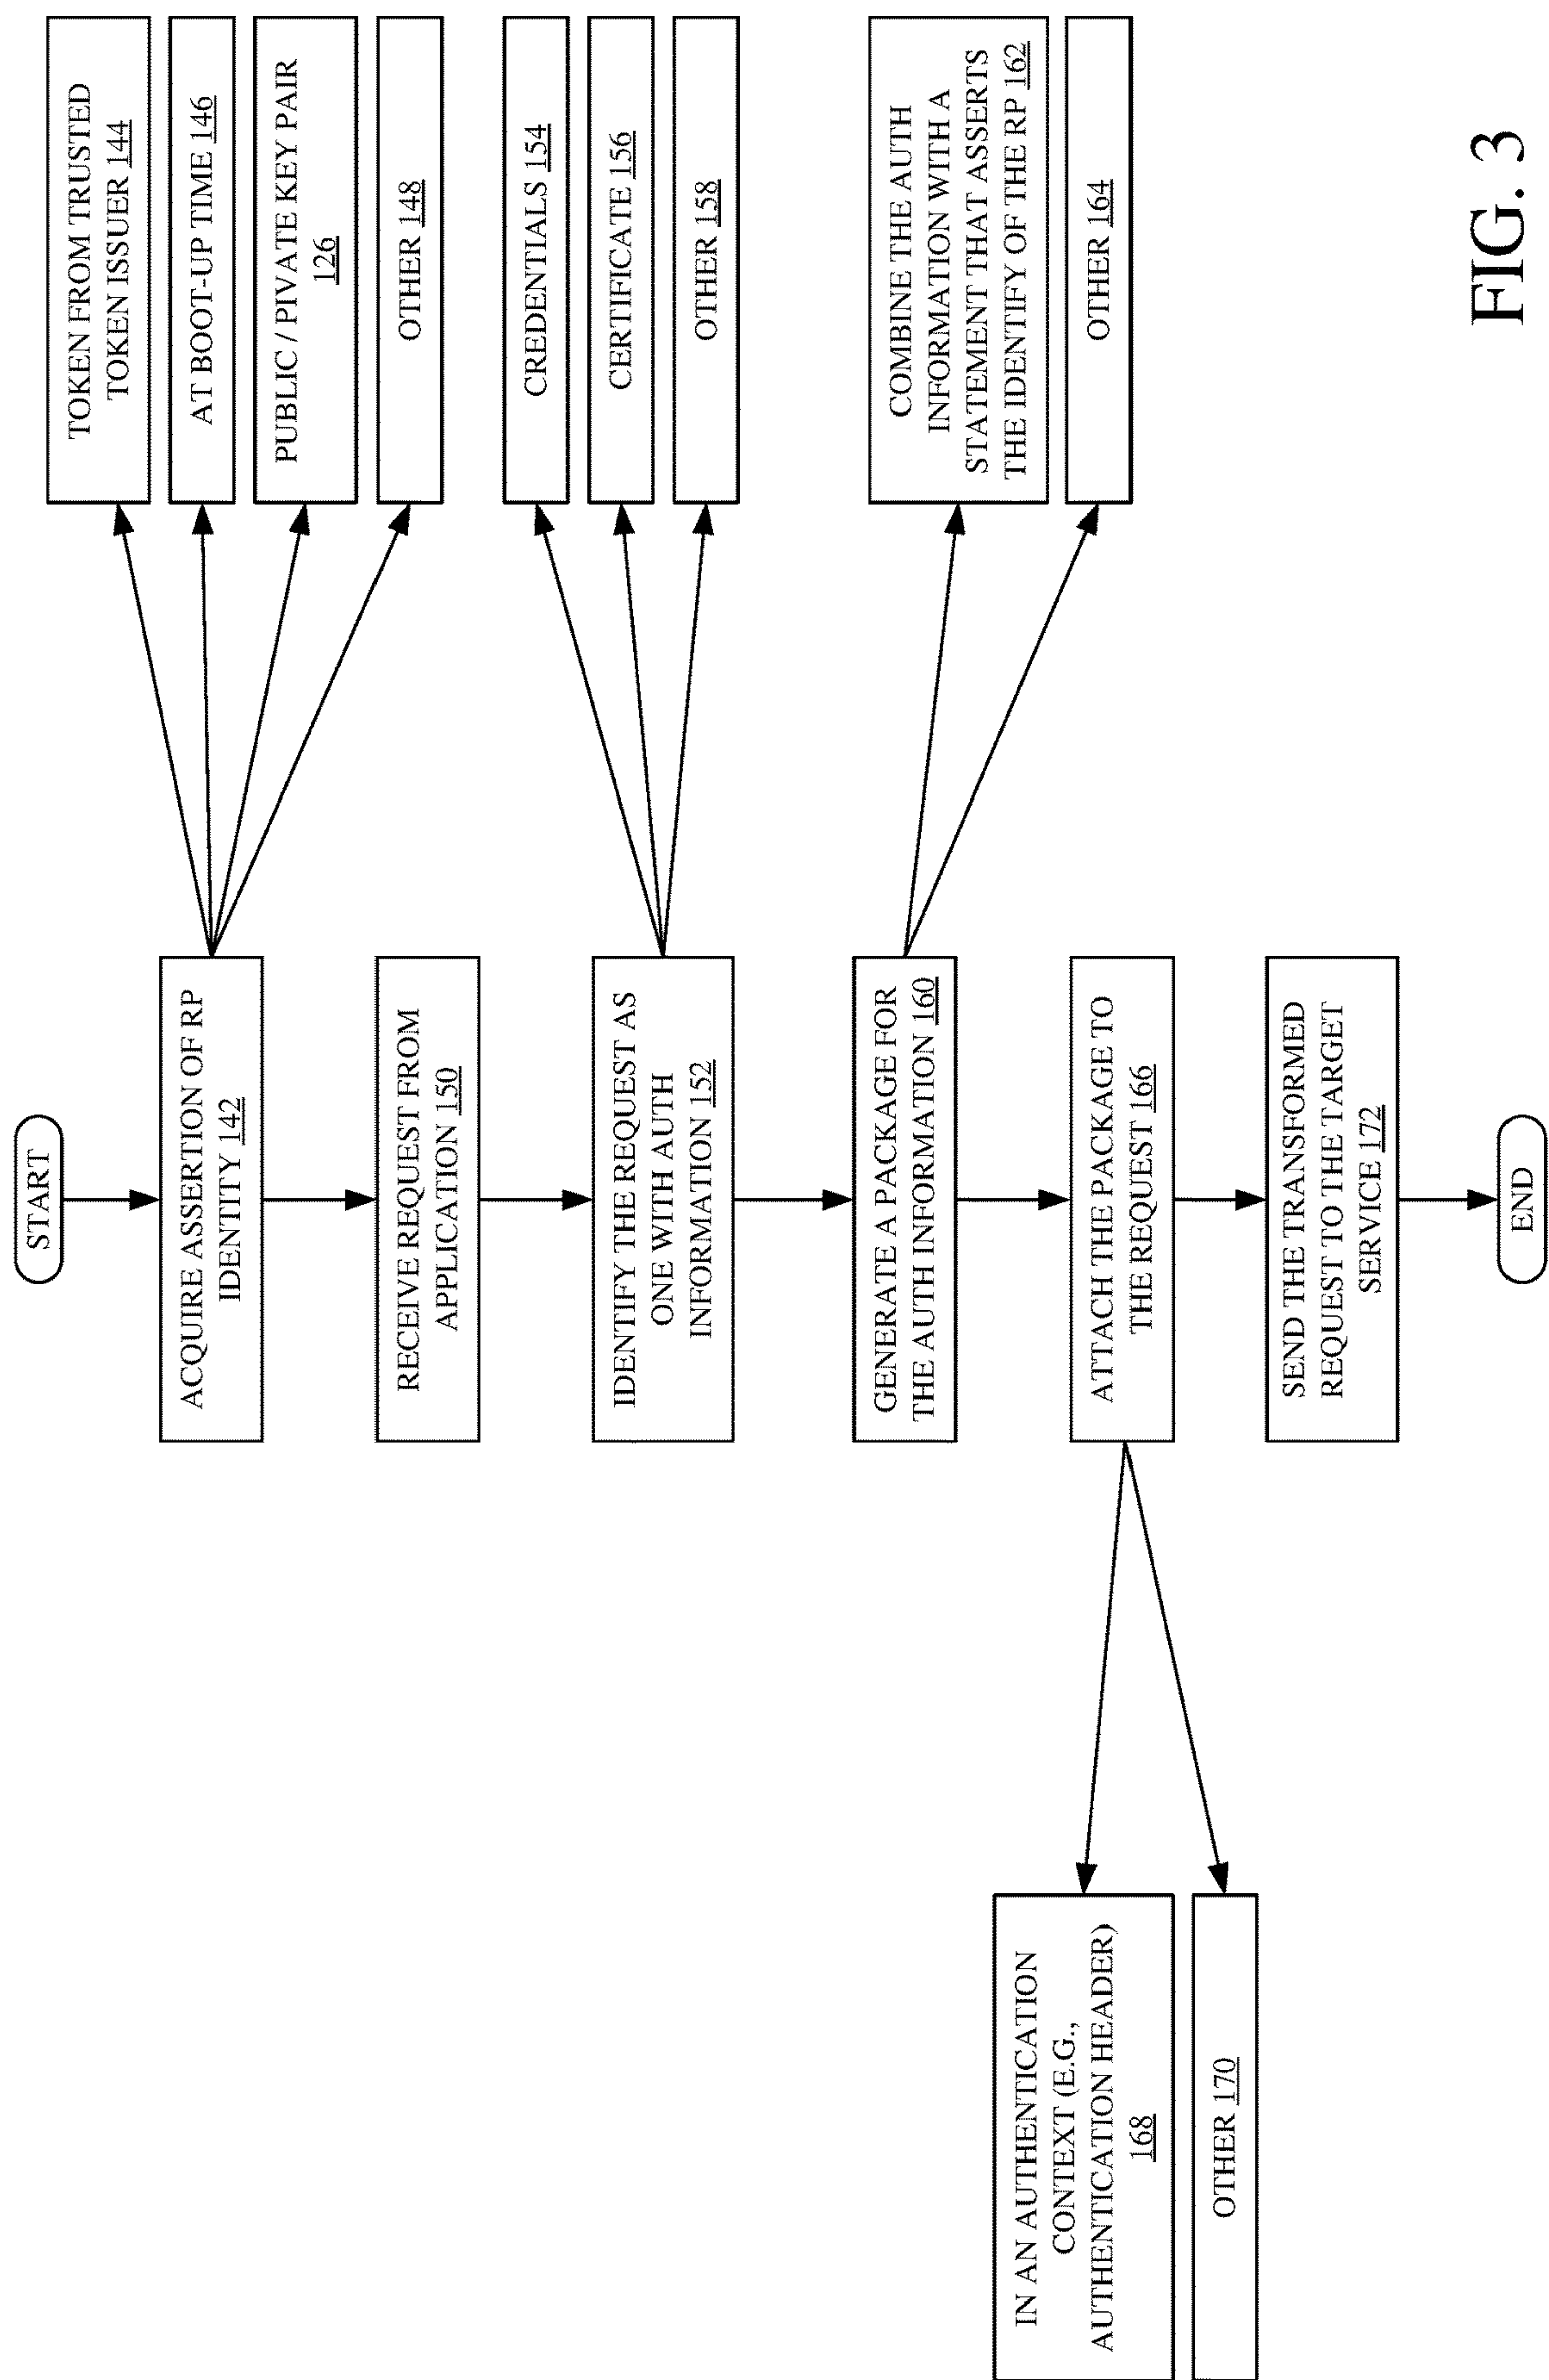 START
ACQUIRE ASSERTION OF RP
IDENTITY 142
TOKEN FROM TRUSTED
TOKEN ISSUER 144
AT BOOT-UP TIME 146
PUBLIC / PIVATE KEY PAIR
126
OTHER 148
RECEIVE REQUEST FROM
APPLICATION 150
IDENTIFY THE REQUEST AS
ONE WITH AUTH
INFORMATION 152
CREDENTIALS 154
CERTIFICATE 156
OTHER 158
GENERATE A PACKAGE FOR
THE AUTH INFORMATION 160
COMBINE THE AUTH
INFORMATION WITH A
STATEMENT THAT ASSERTS
THE IDENTIFY OF THE RP 162
OTHER 164
ATTACH THE PACKAGE TO
THE REQUEST 166
IN AN AUTHENTICATION
CONTEXT (E.G.,
AUTHENTICATION HEADER)
168
OTHER 170
SEND THE TRANSFORMED
REQUEST TO THE TARGET
SERVICE 172
END
FIG. 3